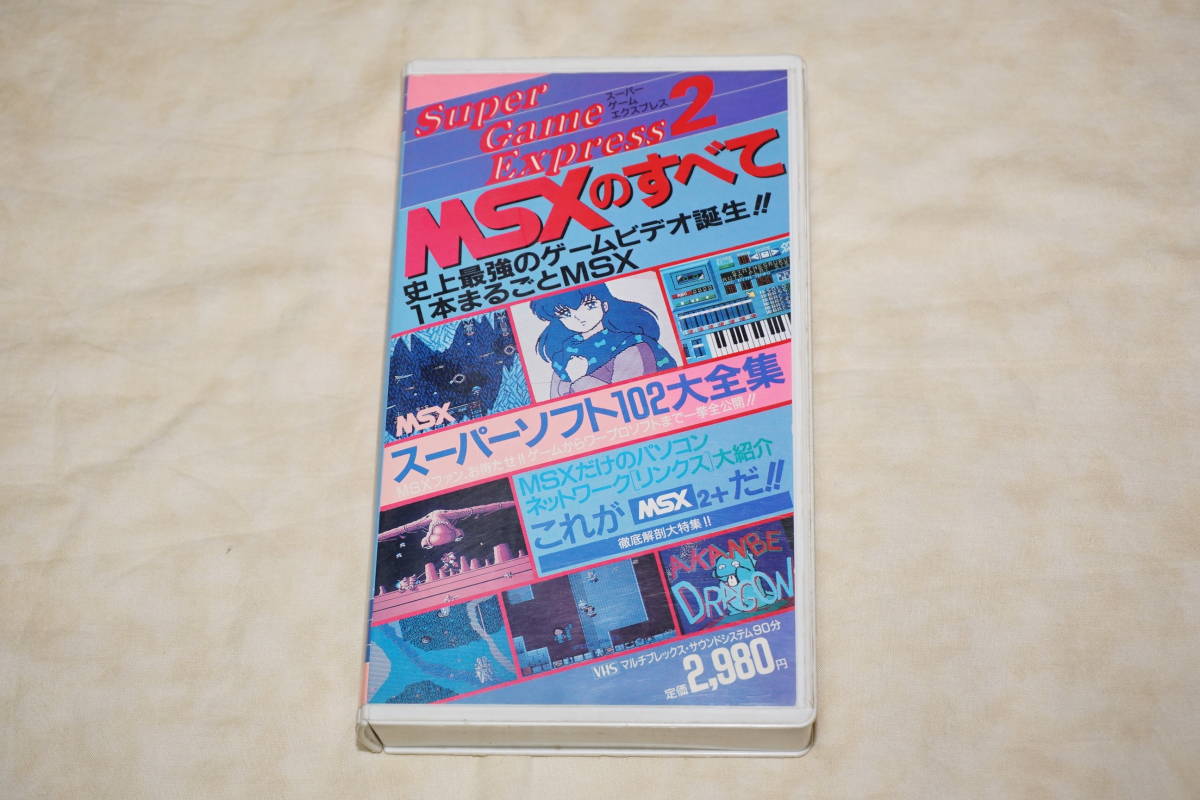 Super
Game
Express 2
スーパー
ゲーム
エクスプレス
MSXのすべて
史上最強のゲームビデオ誕生!!
1本まるごとMSX
MSX
スーパーソフト102大全集
MSXファン、お待たせ!!ゲームからワープロソフトまで一挙全公開!!
MSXだけのパソコン
ネットワーク[リンクス]大紹介
これがMSX2+だ!!
徹底解剖大特集!!
AKANBE
DRAGON
VHS マルチプレックス・サウンドシステム90分
定価2,980円